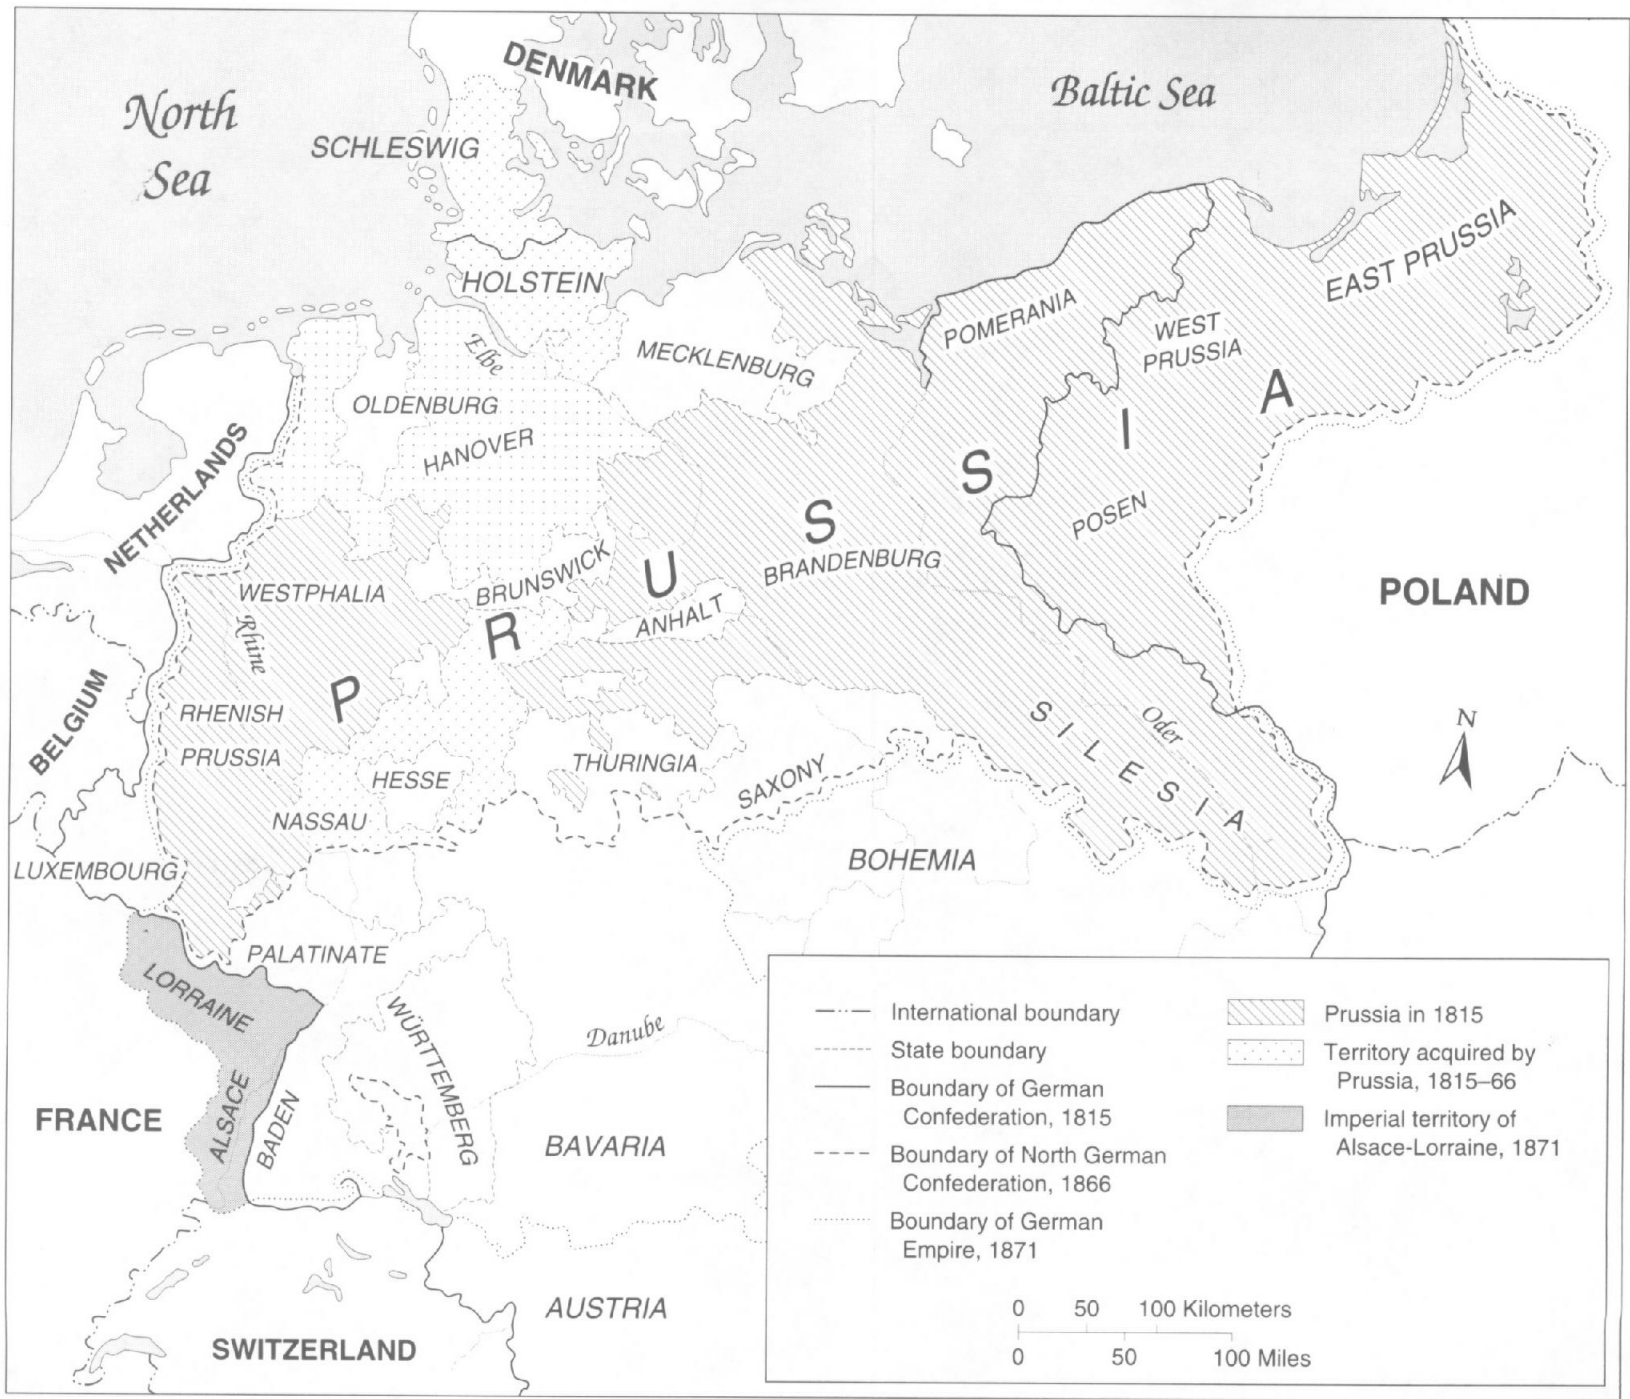 North
Sea
DENMARK
Baltic Sea
SCHLESWIG
HOLSTEIN
EAST PRUSSIA
POMERANIA
WEST
PRUSSIA
Elbe
MECKLENBURG
OLDENBURG
HANOVER
NETHERLANDS
PRUSSIA
POSEN
BRANDENBURG
BRUNSWICK
WESTPHALIA
ANHALT
POLAND
Rhine
BELGIUM
RHENISH
PRUSSIA
SILESIA
Oder
N
HESSE
THURINGIA
SAXONY
NASSAU
LUXEMBOURG
BOHEMIA
PALATINATE
LORRAINE
WÜRTTEMBERG
Danube
FRANCE
ALSACE
BADEN
BAVARIA
AUSTRIA
SWITZERLAND
International boundary
State boundary
Boundary of German
Confederation, 1815
Boundary of North German
Confederation, 1866
Boundary of German
Empire, 1871
Prussia in 1815
Territory acquired by
Prussia, 1815–66
Imperial territory of
Alsace-Lorraine, 1871
0 50 100 Kilometers
0 50 100 Miles